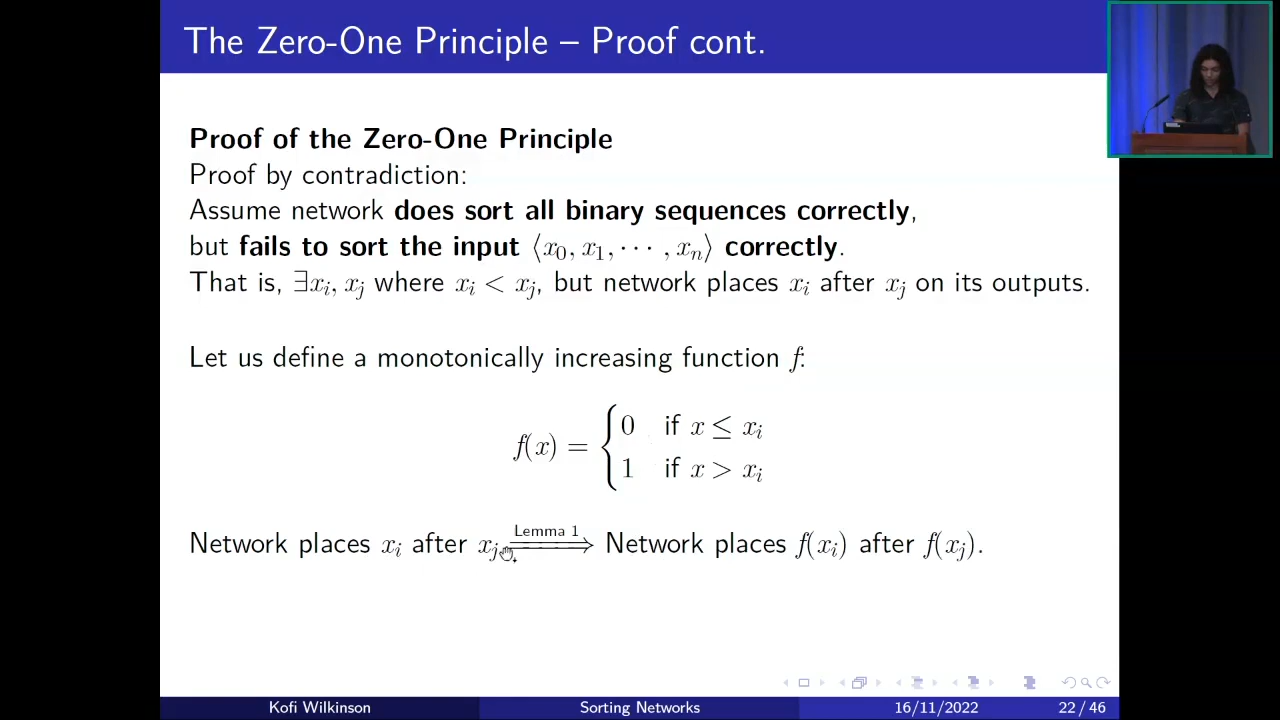 The Zero-One Principle – Proof cont.
Proof of the Zero-One Principle
Proof by contradiction:
Assume network does sort all binary sequences correctly,
but fails to sort the input ⟨x₀, x₁, ⋯ , xₙ⟩ correctly.
That is, ∃xᵢ, xⱼ where xᵢ < xⱼ, but network places xᵢ after xⱼ on its outputs.
Let us define a monotonically increasing function f:
f(x) = { 0 if x ≤ xᵢ
1 if x > xᵢ
Network places xᵢ after xⱼ ⟹ Lemma 1 Network places f(xᵢ) after f(xⱼ).
Kofi Wilkinson Sorting Networks 16/11/2022 22 / 46